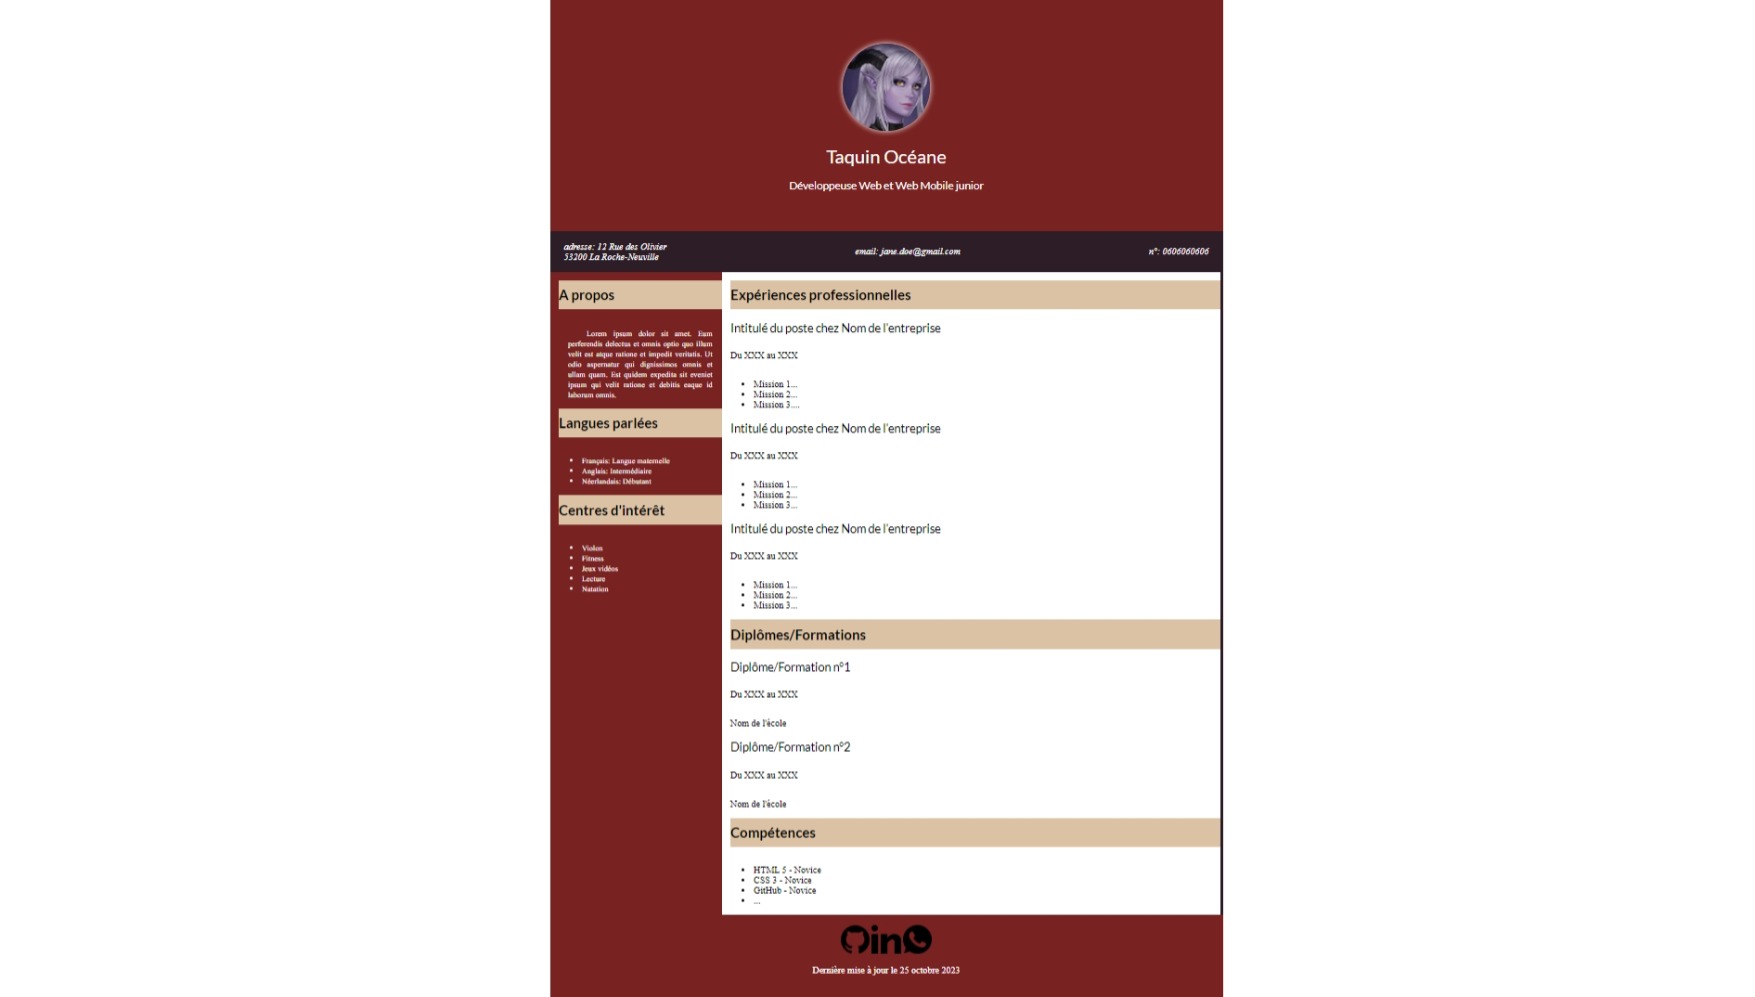 Taquin Océane
Développeuse Web et Web Mobile junior
adresse: 12 Rue des Olivier
53200 La Roche-Neuville
email: jane.doe@gmail.com
n°: 0606060606
A propos
Lorem ipsum dolor sit amet. Eum
perferendis delectus et omnis optio quo illum
velit est atque ratione et impedit veritatis. Ut
odio aspernatur qui dignissimos omnis et
ullam quam. Est quidem expedita sit eveniet
ipsum qui velit ratione et debitis eaque id
laborum omnis.
Langues parlées
• Français: Langue maternelle
• Anglais: Intermédiaire
• Néerlandais: Débutant
Centres d'intérêt
• Violon
• Fitness
• Jeux vidéos
• Lecture
• Natation
Expériences professionnelles
Intitulé du poste chez Nom de l'entreprise
Du XXX au XXX
• Mission 1...
• Mission 2...
• Mission 3....
Intitulé du poste chez Nom de l'entreprise
Du XXX au XXX
• Mission 1...
• Mission 2...
• Mission 3...
Intitulé du poste chez Nom de l'entreprise
Du XXX au XXX
• Mission 1...
• Mission 2...
• Mission 3...
Diplômes/Formations
Diplôme/Formation n°1
Du XXX au XXX
Nom de l'école
Diplôme/Formation n°2
Du XXX au XXX
Nom de l'école
Compétences
• HTML 5 - Novice
• CSS 3 - Novice
• GitHub - Novice
• ...
in
Dernière mise à jour le 25 octobre 2023